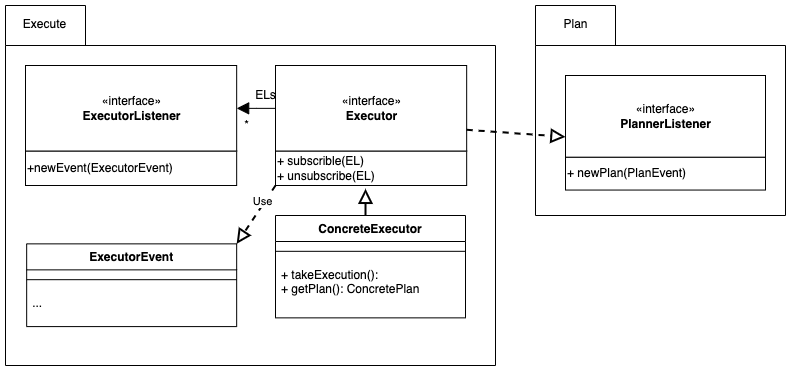 Execute
Plan
«interface»
ExecutorListener
+newEvent(ExecutorEvent)
ELs
*
«interface»
Executor
+ subscrible(EL)
+ unsubscribe(EL)
«interface»
PlannerListener
+ newPlan(PlanEvent)
Use
ExecutorEvent
...
ConcreteExecutor
+ takeExecution():
+ getPlan(): ConcretePlan